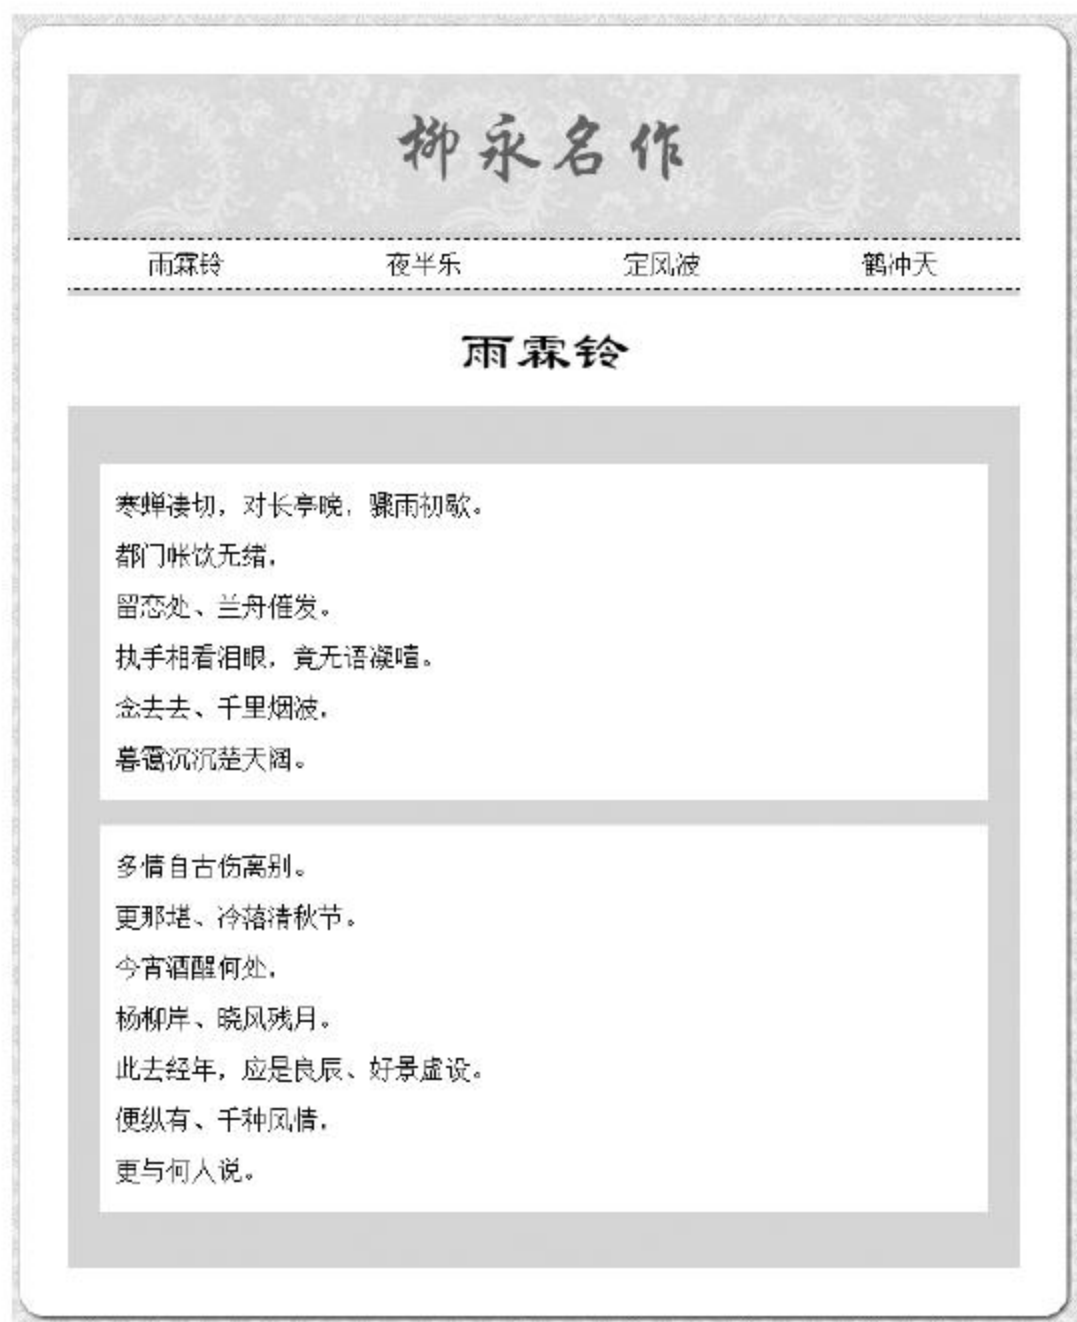 柳永名作
雨霖铃 夜半乐 定风波 鹤冲天
雨霖铃
寒蝉凄切，对长亭晚，骤雨初歇。
都门帐饮无绪，
留恋处、兰舟催发。
执手相看泪眼，竟无语凝噎。
念去去、千里烟波，
暮霭沉沉楚天阔。
多情自古伤离别。
更那堪、冷落清秋节。
今宵酒醒何处，
杨柳岸、晓风残月。
此去经年，应是良辰、好景虚设。
便纵有、千种风情，
更与何人说。